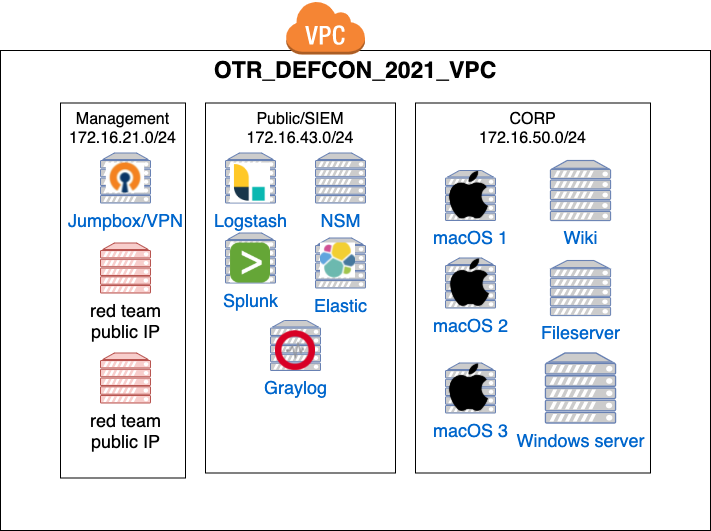 VPC
OTR_DEFCON_2021_VPC
Management
172.16.21.0/24
Jumpbox/VPN
red team
public IP
red team
public IP
Public/SIEM
172.16.43.0/24
Logstash
NSM
Splunk
Elastic
Graylog
CORP
172.16.50.0/24
macOS 1
Wiki
macOS 2
Fileserver
macOS 3
Windows server